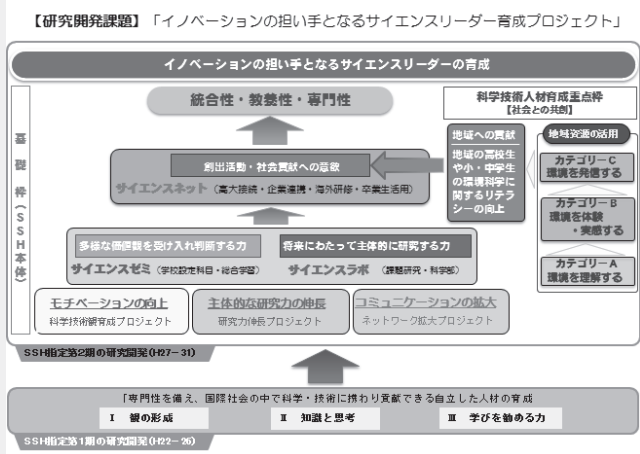 【研究開発課題】「イノベーションの担い手となるサイエンスリーダー育成プロジェクト」
イノベーションの担い手となるサイエンスリーダーの育成
統合性・教養性・専門性
科学技術人材育成重点枠
【社会との共創】
基礎枠(SSH本体)
地域への貢献
地域の高校生
や小・中学生
の環境科学に
関するリテラ
シーの向上
地域資源の活用
カテゴリーC
環境を発信する
カテゴリーB
環境を体験
・実感する
カテゴリーA
環境を理解する
創出活動・社会貢献への意欲
サイエンスネット(高大接続・企業連携・海外研修・卒業生活用)
多様な価値観を受け入れ判断する力
将来にわたって主体的に研究する力
サイエンスゼミ(学校設定科目・総合学習)
サイエンスラボ(課題研究・科学部)
モチベーションの向上
科学技術観育成プロジェクト
主体的な研究力の伸長
研究力伸長プロジェクト
コミュニケーションの拡大
ネットワーク拡大プロジェクト
SSH指定第2期の研究開発(H27-31)
「専門性を備え、国際社会の中で科学・技術に携わり貢献できる自立した人材の育成
Ⅰ 観の形成
Ⅱ 知識と思考
Ⅲ 学びを勧める力
SSH指定第1期の研究開発(H22-26)